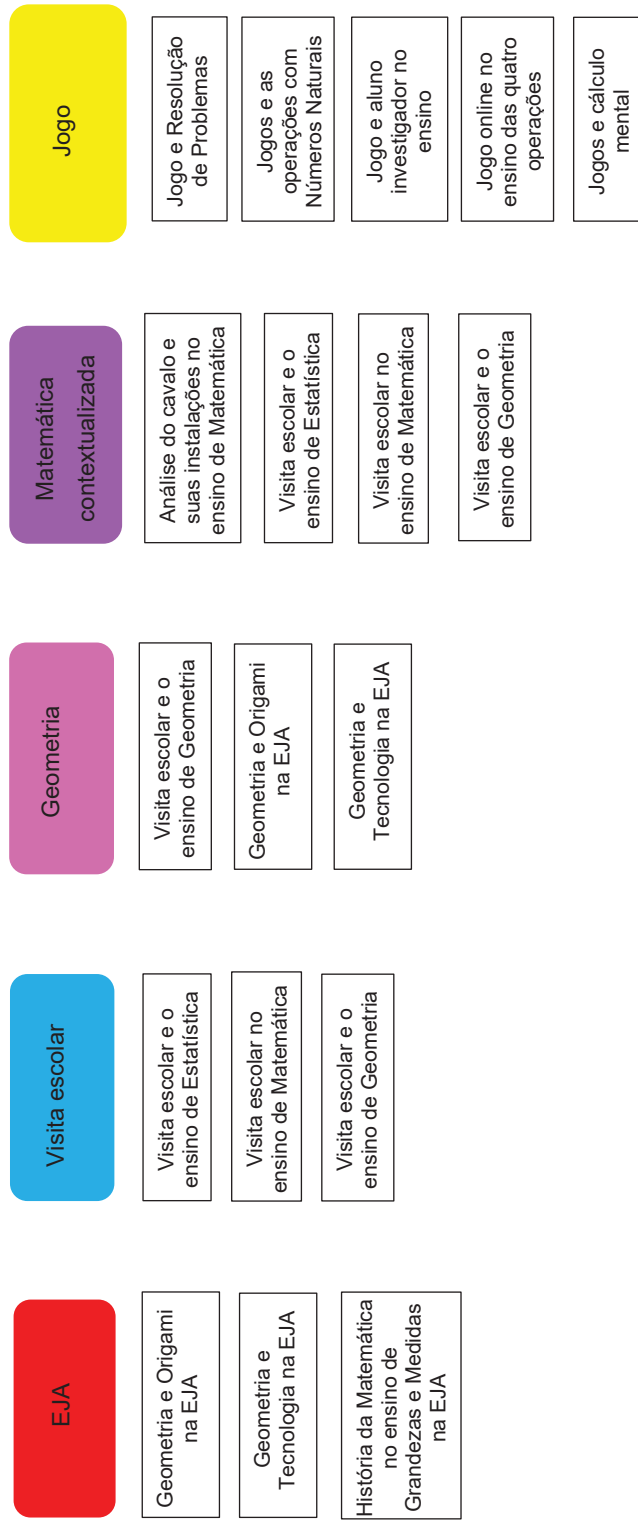 EJA
Geometria e Origami
na EJA
Geometria e
Tecnologia na EJA
História da Matemática
no ensino de
Grandezas e Medidas
na EJA
Visita escolar
Visita escolar e o
ensino de Estatística
Visita escolar no
ensino de Matemática
Visita escolar e o
ensino de Geometria
Geometria
Visita escolar e o
ensino de Geometria
Geometria e Origami
na EJA
Geometria e
Tecnologia na EJA
Matemática
contextualizada
Análise do cavalo e
suas instalações no
ensino de Matemática
Visita escolar e o
ensino de Estatística
Visita escolar no
ensino de Matemática
Visita escolar e o
ensino de Geometria
Jogo
Jogo e Resolução
de Problemas
Jogos e as
operações com
Números Naturais
Jogo e aluno
investigador no
ensino
Jogo online no
ensino das quatro
operações
Jogos e cálculo
mental